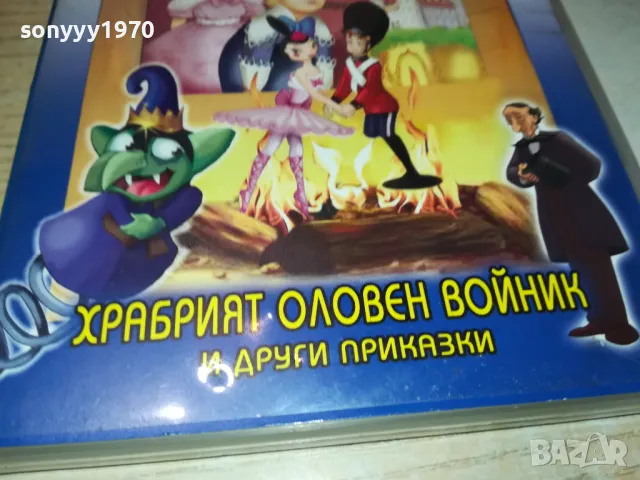 sonyyy1970
ХРАБРИЯТ ОЛОВЕН ВОЙНИК
И ДРУГИ ПРИКАЗКИ
BAZAR